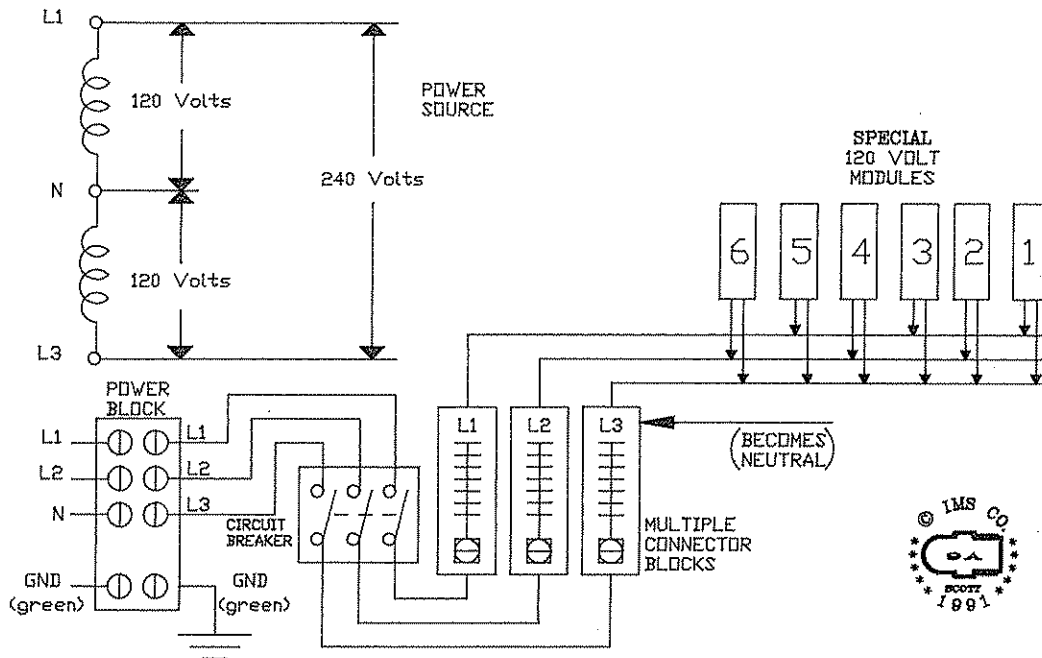 L1
120 Volts
N
240 Volts
120 Volts
L3
POWER
SOURCE
SPECIAL
120 VOLT
MODULES
6
5
4
3
2
1
POWER
BLOCK
L1
L1
L2
L2
N
L3
GND
(green)
GND
(green)
CIRCUIT
BREAKER
L1
L2
L3
(BECOMES
NEUTRAL)
MULTIPLE
CONNECTOR
BLOCKS
© IMS CO.
SCOTT
1991